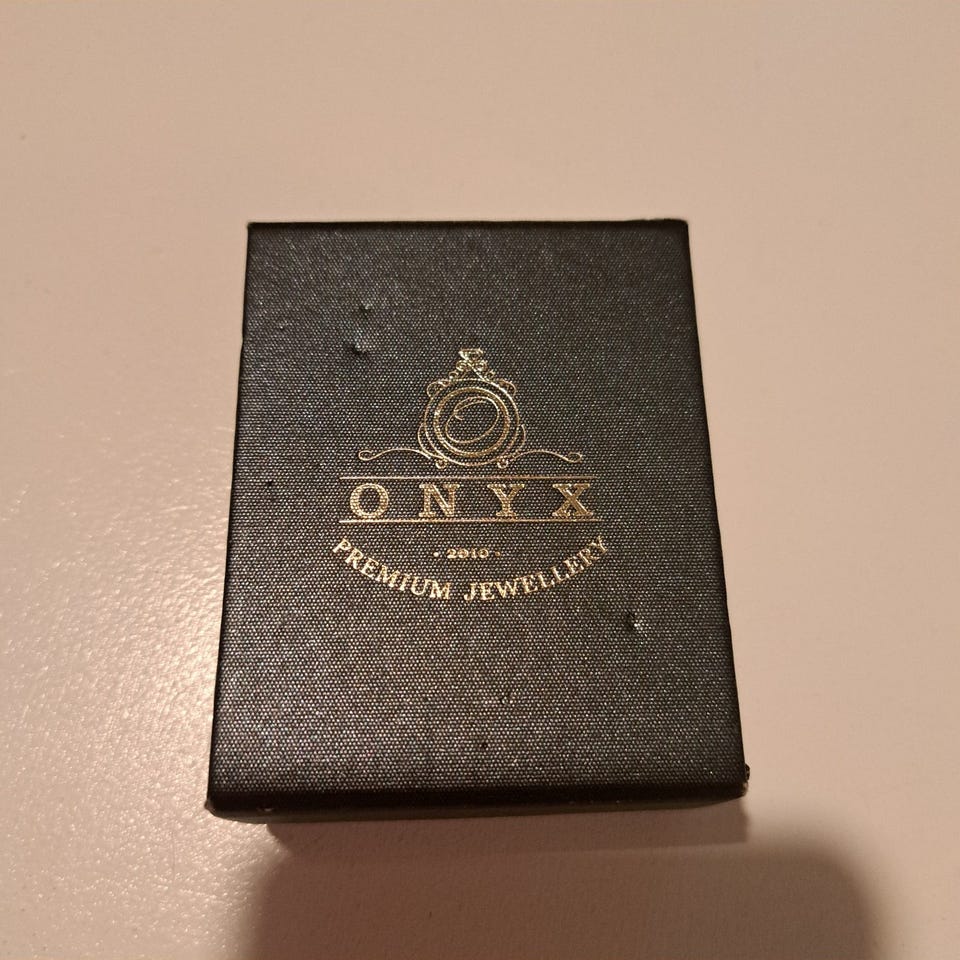 ONYX
· 2010 ·
PREMIUM JEWELLERY